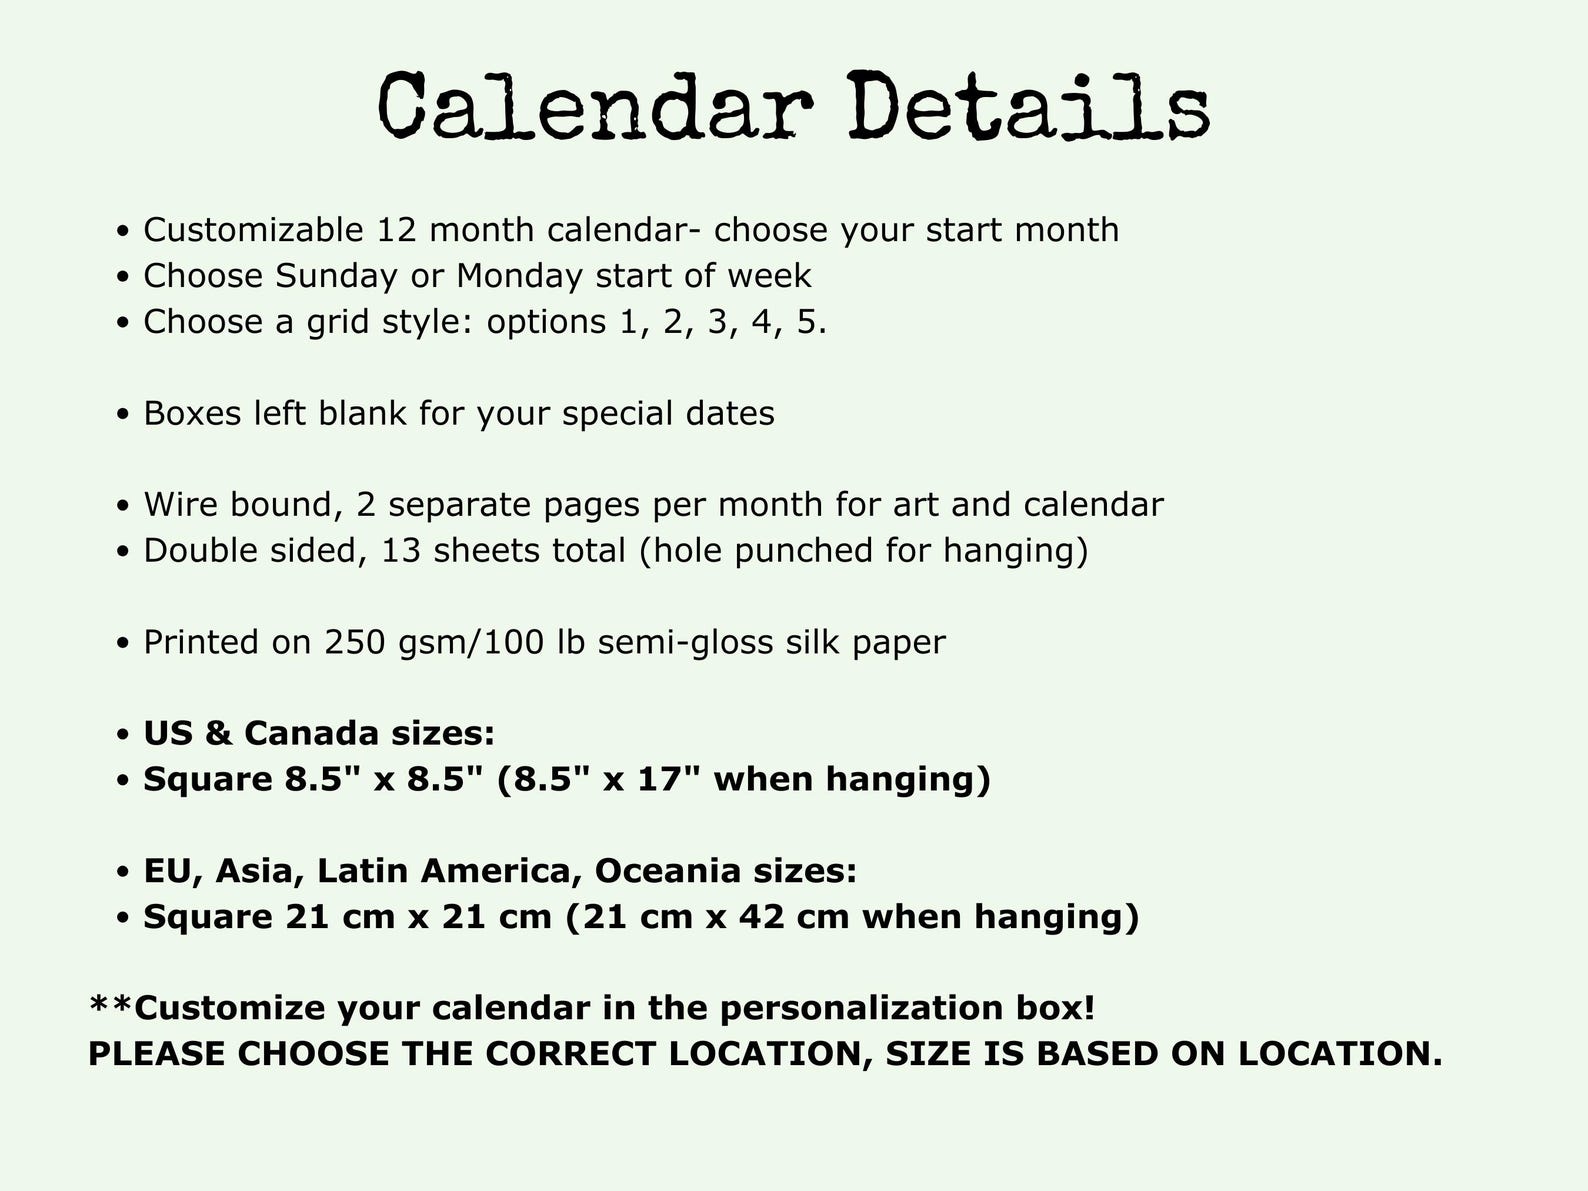 Calendar Details
• Customizable 12 month calendar- choose your start month
• Choose Sunday or Monday start of week
• Choose a grid style: options 1, 2, 3, 4, 5.
• Boxes left blank for your special dates
• Wire bound, 2 separate pages per month for art and calendar
• Double sided, 13 sheets total (hole punched for hanging)
• Printed on 250 gsm/100 lb semi-gloss silk paper
• US & Canada sizes:
• Square 8.5" x 8.5" (8.5" x 17" when hanging)
• EU, Asia, Latin America, Oceania sizes:
• Square 21 cm x 21 cm (21 cm x 42 cm when hanging)
**Customize your calendar in the personalization box!
PLEASE CHOOSE THE CORRECT LOCATION, SIZE IS BASED ON LOCATION.